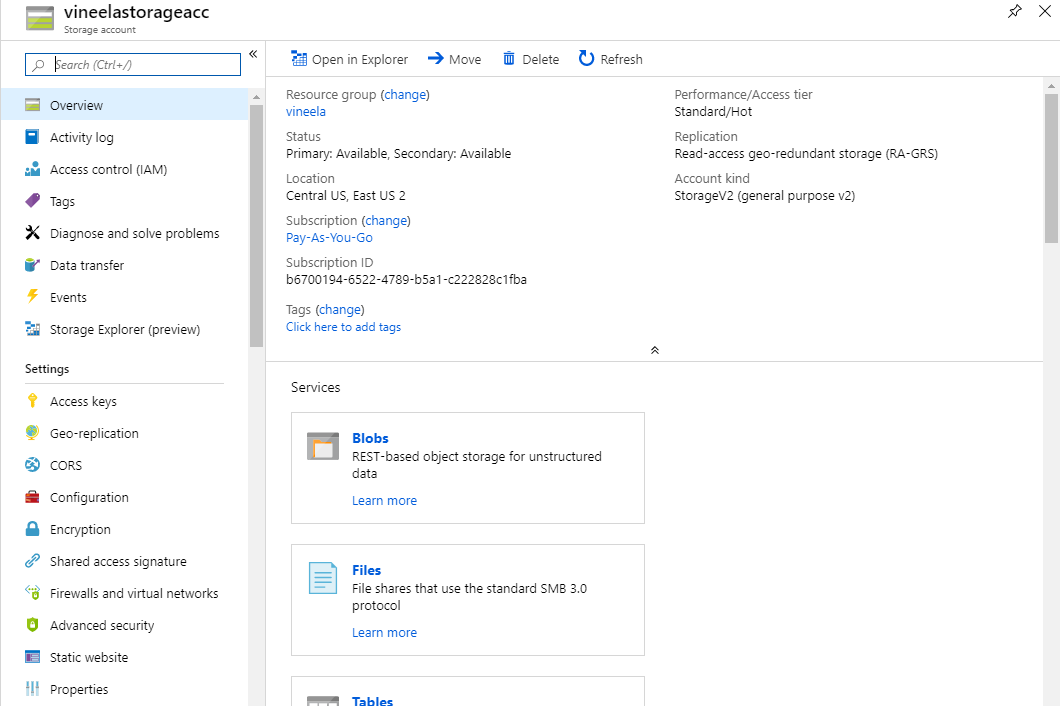 vineelastorageacc
Storage account
Search (Ctrl+/)
«
Overview
Activity log
Access control (IAM)
Tags
Diagnose and solve problems
Data transfer
Events
Storage Explorer (preview)
Settings
Access keys
Geo-replication
CORS
Configuration
Encryption
Shared access signature
Firewalls and virtual networks
Advanced security
Static website
Properties
Open in Explorer Move Delete Refresh
Resource group (change)
vineela
Status
Primary: Available, Secondary: Available
Location
Central US, East US 2
Subscription (change)
Pay-As-You-Go
Subscription ID
b6700194-6522-4789-b5a1-c222828c1fba
Tags (change)
Click here to add tags
Performance/Access tier
Standard/Hot
Replication
Read-access geo-redundant storage (RA-GRS)
Account kind
StorageV2 (general purpose v2)
Services
Blobs
REST-based object storage for unstructured
data
Learn more
Files
File shares that use the standard SMB 3.0
protocol
Learn more
Tables